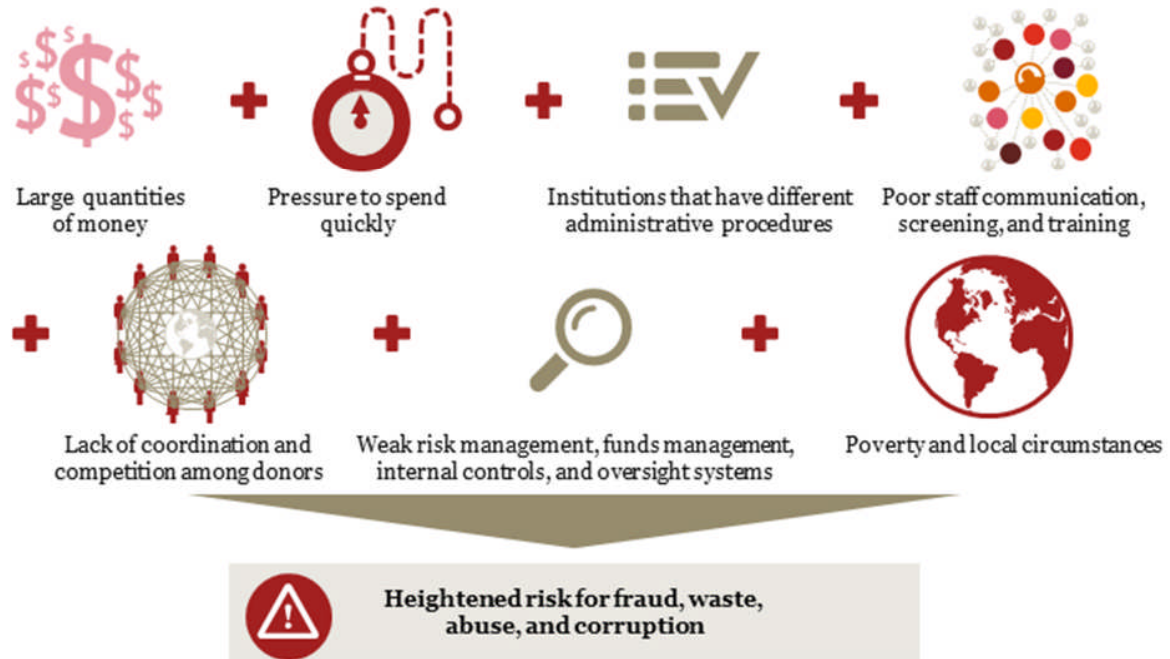 Large quantities
of money
Pressure to spend
quickly
Institutions that have different
administrative procedures
Poor staff communication,
screening, and training
Lack of coordination and
competition among donors
Weak risk management, funds management,
internal controls, and oversight systems
Poverty and local circumstances
Heightened risk for fraud, waste,
abuse, and corruption